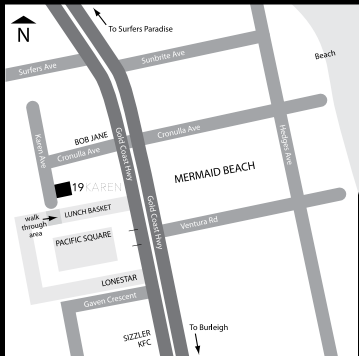 N
To Surfers Paradise
Surfers Ave
Sunbrite Ave
Beach
Karen Ave
BOB JANE
Cronulla Ave
Gold Coast Hwy
Cronulla Ave
Hedges Ave
MERMAID BEACH
19 KAREN
walk
through
area
LUNCH BASKET
Gold Coast Hwy
Ventura Rd
PACIFIC SQUARE
LONESTAR
Gaven Crescent
SIZZLER
KFC
To Burleigh